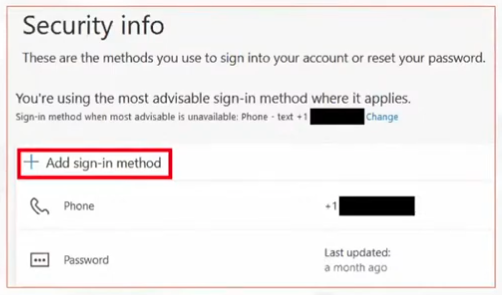 Security info
These are the methods you use to sign into your account or reset your password.
You're using the most advisable sign-in method where it applies.
Sign-in method when most advisable is unavailable: Phone - text +1 Change
+ Add sign-in method
Phone +1
Password Last updated:
a month ago